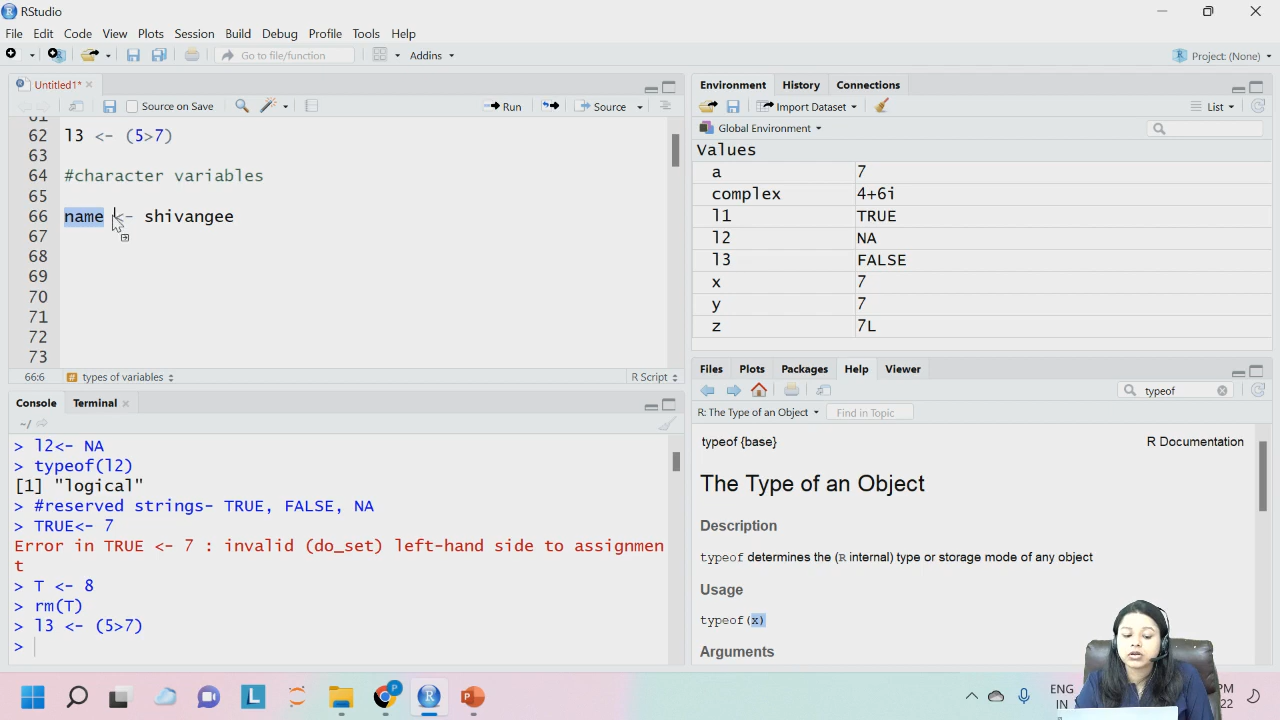 RStudio
File Edit Code View Plots Session Build Debug Profile Tools Help
Go to file/function Addins Project: (None)
Untitled1*
Source on Save Run Source
61
62 l3 <- (5>7)
63
64 #character variables
65
66 name <- shivangee
67
68
69
70
71
72
73
66:6 types of variables R Script
Console Terminal
~/
> l2<- NA
> typeof(l2)
[1] "logical"
> #reserved strings- TRUE, FALSE, NA
> TRUE<- 7
Error in TRUE <- 7 : invalid (do_set) left-hand side to assignmen
t
> T <- 8
> rm(T)
> l3 <- (5>7)
>
Environment History Connections
Import Dataset List
Global Environment
Values
a 7
complex 4+6i
l1 TRUE
l2 NA
l3 FALSE
x 7
y 7
z 7L
Files Plots Packages Help Viewer
typeof
R: The Type of an Object Find in Topic
typeof {base} R Documentation
The Type of an Object
Description
typeof determines the (R internal) type or storage mode of any object
Usage
typeof(x)
Arguments
ENG
IN
PM
22